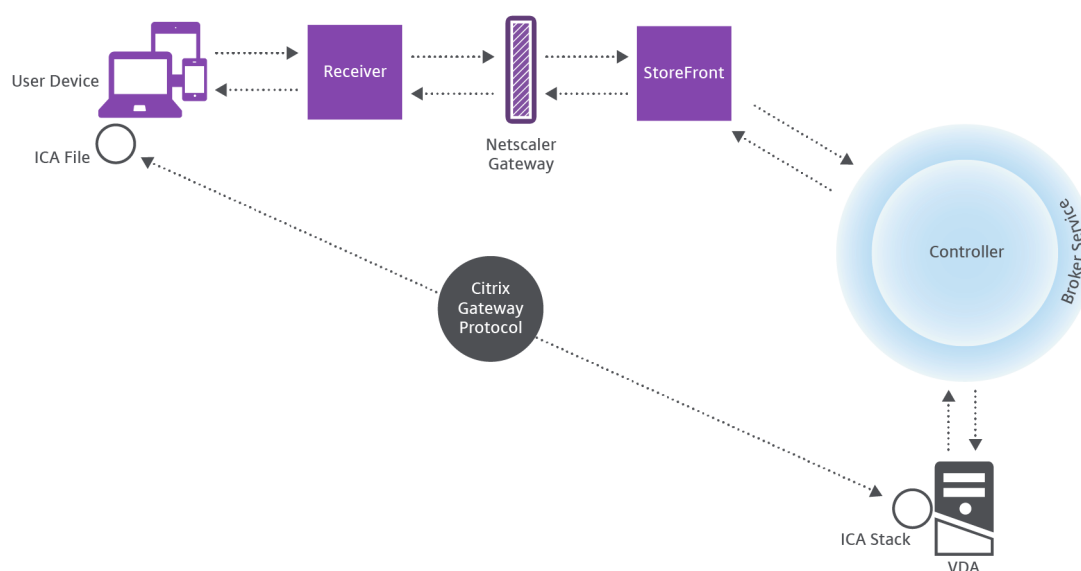 User Device
Receiver
StoreFront
Netscaler
Gateway
ICA File
Controller
Broker Service
Citrix
Gateway
Protocol
ICA Stack
VDA